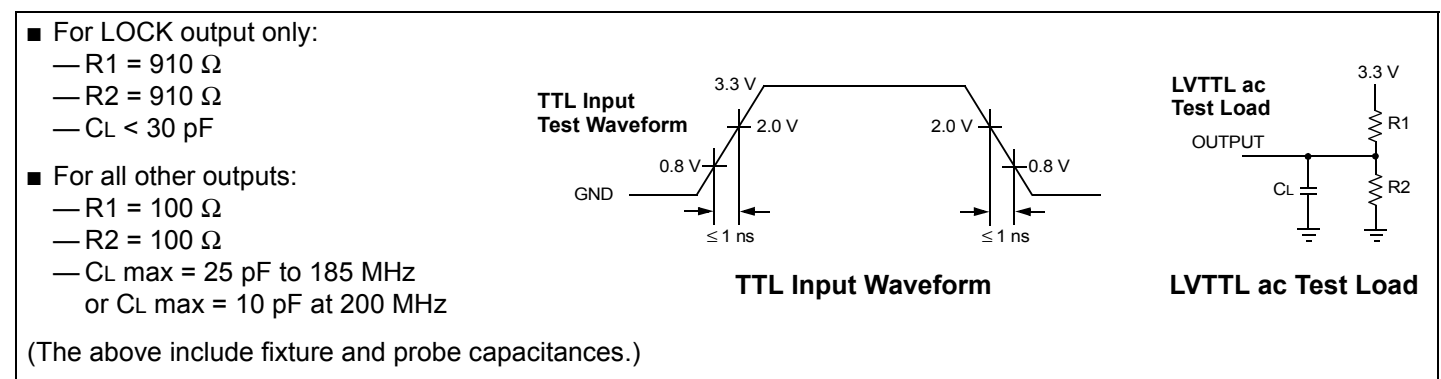 ■ For LOCK output only:
— R1 = 910 Ω
— R2 = 910 Ω
— CL < 30 pF
■ For all other outputs:
— R1 = 100 Ω
— R2 = 100 Ω
— CL max = 25 pF to 185 MHz
or CL max = 10 pF at 200 MHz
(The above include fixture and probe capacitances.)
TTL Input
Test Waveform
3.3 V
2.0 V
0.8 V
GND
≤ 1 ns
2.0 V
0.8 V
≤ 1 ns
TTL Input Waveform
LVTTL ac
Test Load
3.3 V
R1
OUTPUT
CL
R2
LVTTL ac Test Load